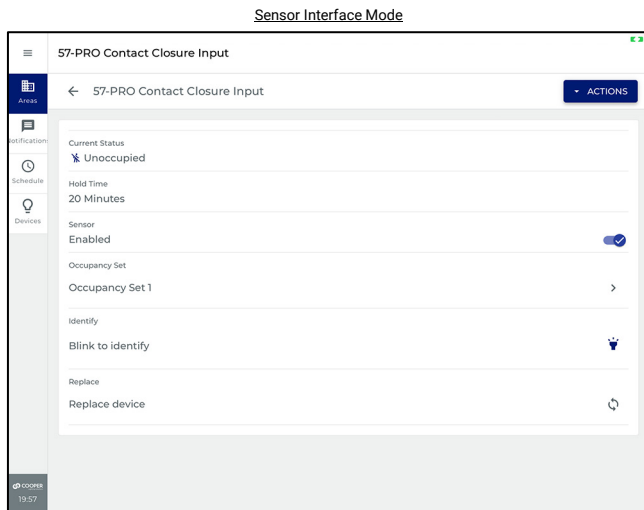 Sensor Interface Mode
57-PRO Contact Closure Input
57-PRO Contact Closure Input
ACTIONS
Areas
Notifications
Schedule
Devices
Current Status
Unoccupied
Hold Time
20 Minutes
Sensor
Enabled
Occupancy Set
Occupancy Set 1
Identify
Blink to identify
Replace
Replace device
COOPER
19:57